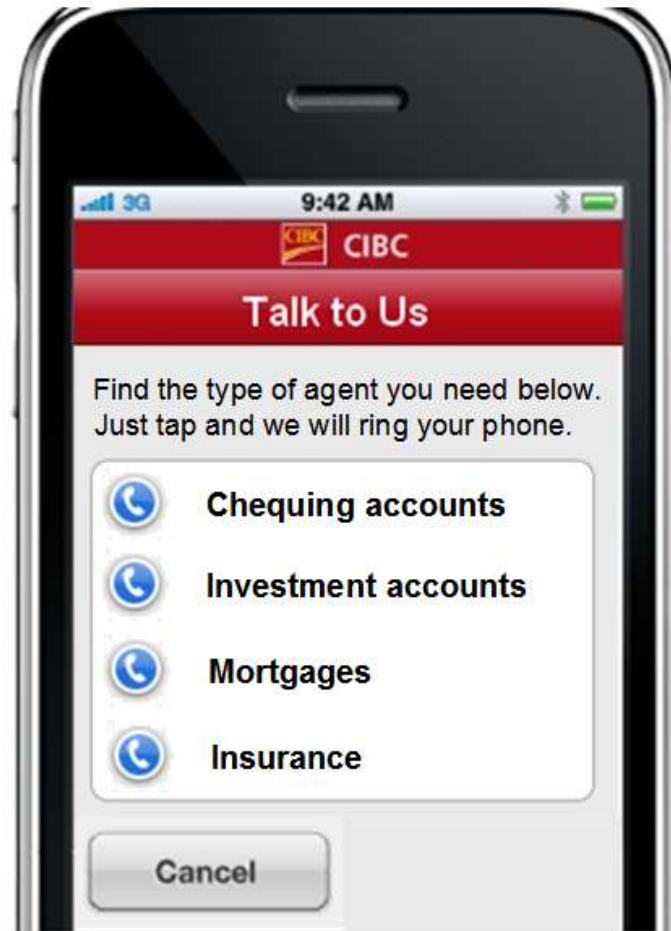 3G 9:42 AM
CIBC CIBC
Talk to Us
Find the type of agent you need below.
Just tap and we will ring your phone.
Chequing accounts
Investment accounts
Mortgages
Insurance
Cancel